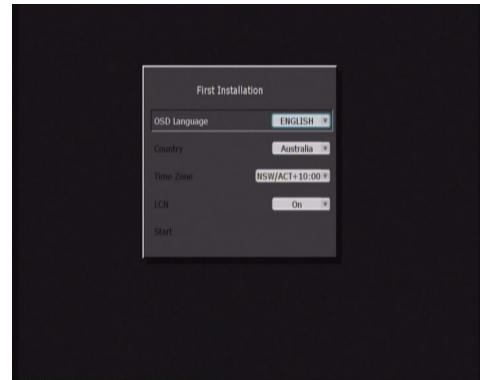 First Installation
OSD Language ENGLISH
Country Australia
Time Zone NSW/ACT+10:00
LCN On
Start